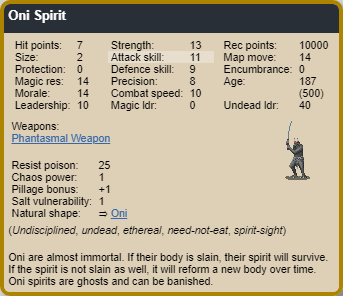 Oni Spirit
Hit points: 7 Strength: 13 Rec points: 10000
Size: 2 Attack skill: 11 Map move: 14
Protection: 0 Defence skill: 9 Encumbrance: 0
Magic res: 14 Precision: 8 Age: 187
Morale: 14 Combat speed: 10 (500)
Leadership: 10 Magic ldr: 0 Undead ldr: 40
Weapons:
Phantasmal Weapon
Resist poison: 25
Chaos power: 1
Pillage bonus: +1
Salt vulnerability: 1
Natural shape: ⇒ Oni
(Undisciplined, undead, ethereal, need-not-eat, spirit-sight)
Oni are almost immortal. If their body is slain, their spirit will survive.
If the spirit is not slain as well, it will reform a new body over time.
Oni spirits are ghosts and can be banished.